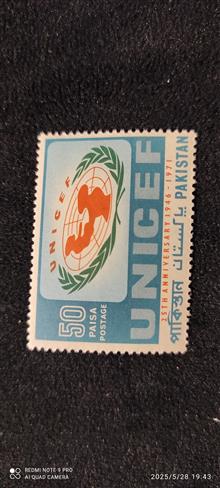 UNICEF
50
PAISA
POSTAGE
UNICEF
25TH ANNIVERSARY 1946-1971
পাকিস্তান پاکستان PAKISTAN
REDMI NOTE 9 PRO
AI QUAD CAMERA
2025/5/28 19:43